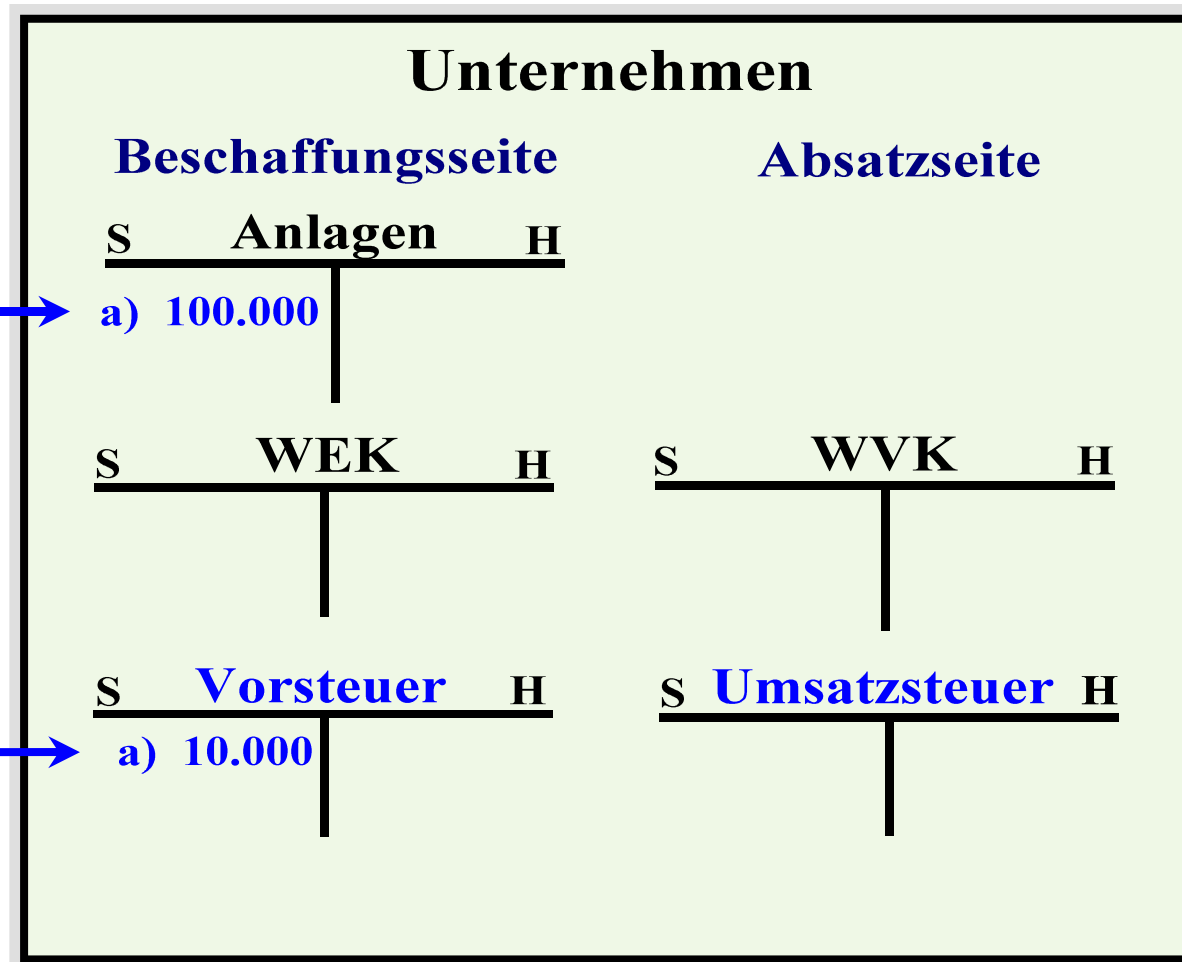 Unternehmen
Beschaffungsseite Absatzseite
S Anlagen H
a) 100.000
S WEK H S WVK H
S Vorsteuer H S Umsatzsteuer H
a) 10.000